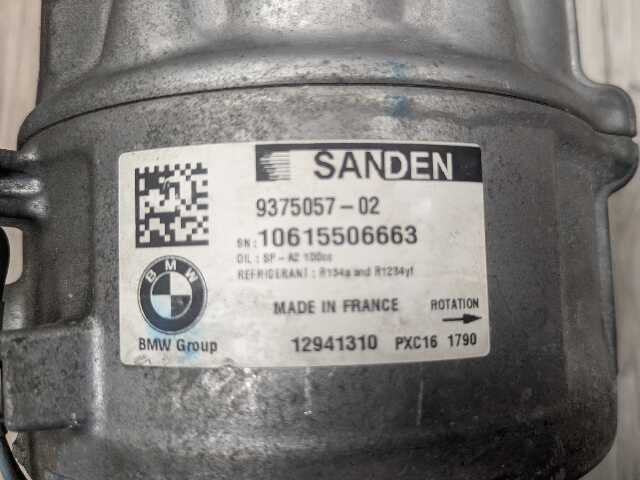 SANDEN
9375057-02
SN: 10615506663
OIL : SP - A2 100cc
REFRIGERANT : R134a and R1234yf
BMW
MADE IN FRANCE
ROTATION
BMW Group
12941310 PXC16 1790